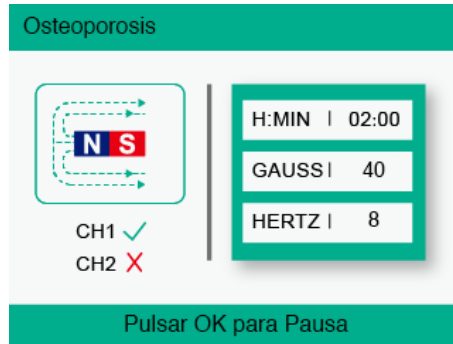 Osteoporosis
N S
CH1
CH2
H:MIN | 02:00
GAUSS | 40
HERTZ | 8
Pulsar OK para Pausa